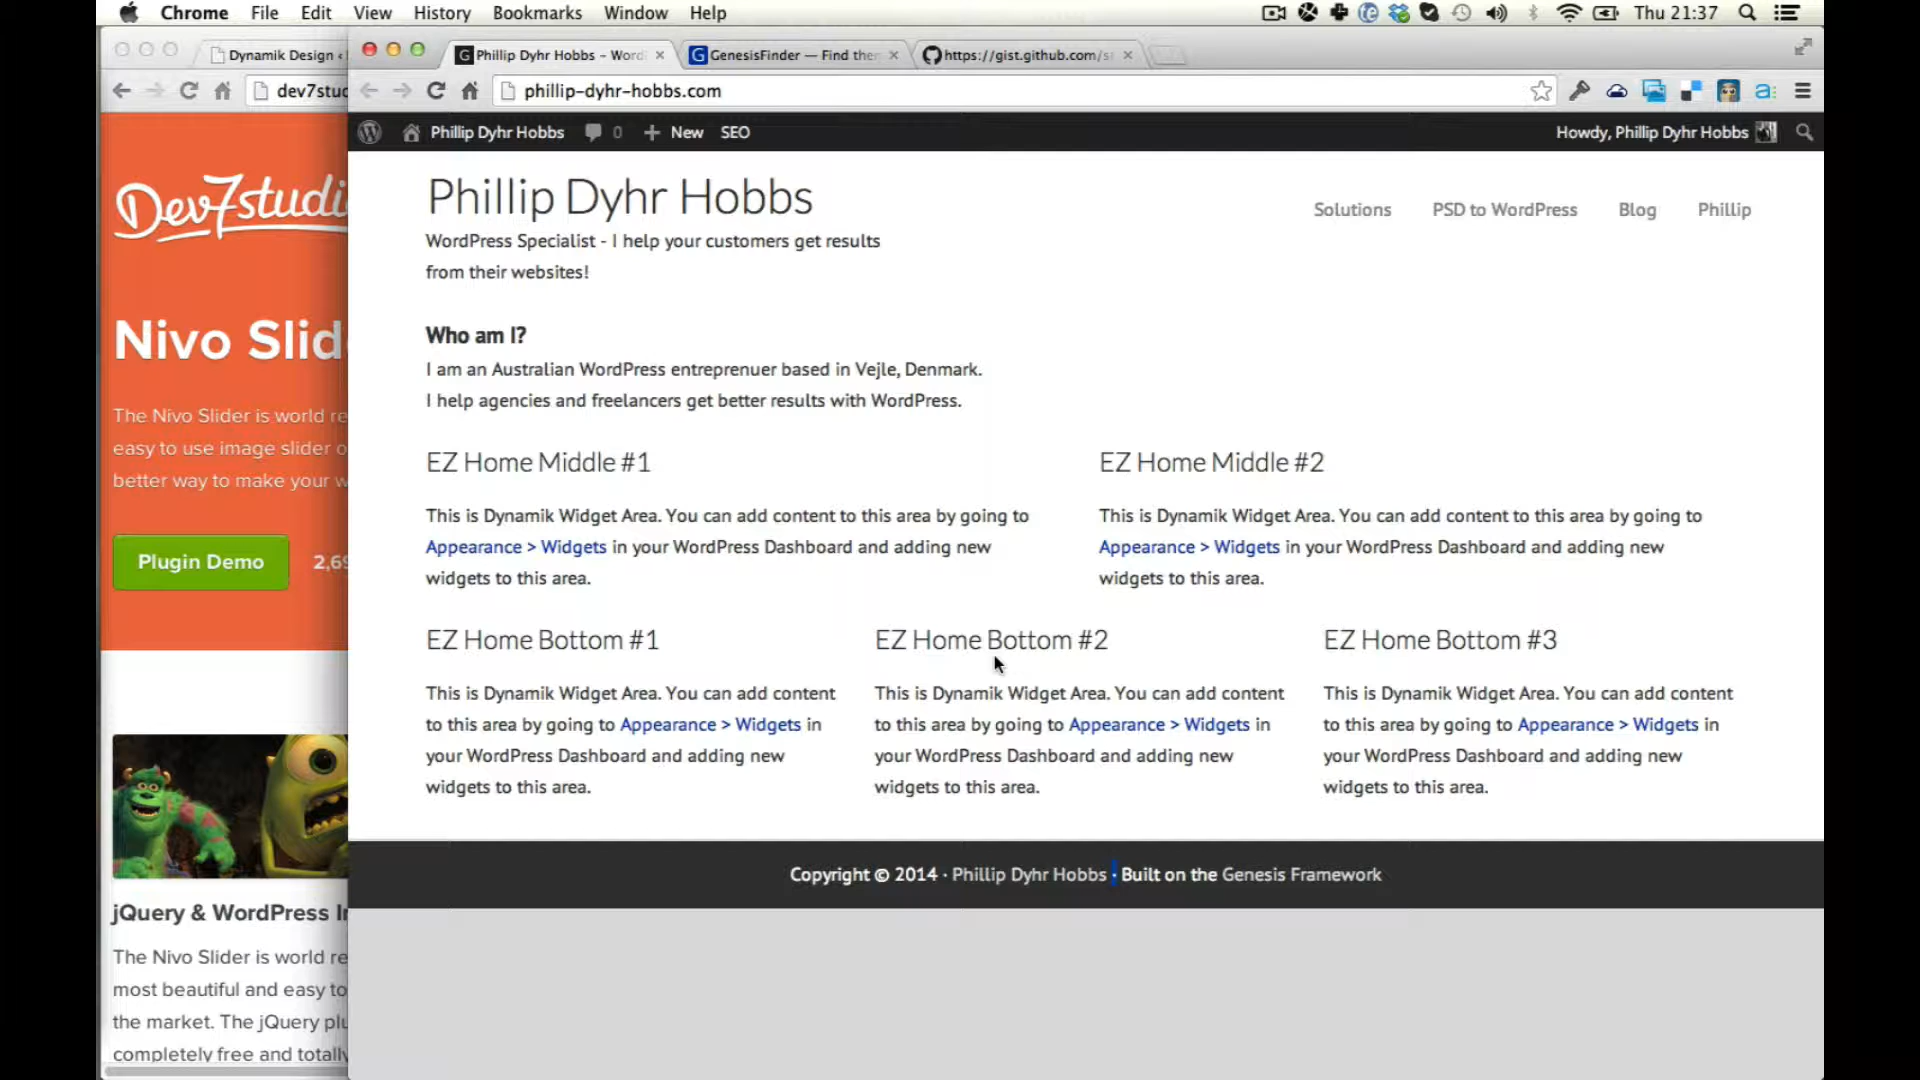 Chrome File Edit View History Bookmarks Window Help
Thu 21:37
Dynamik Design ‹
Phillip Dyhr Hobbs – Word
GenesisFinder — Find the
https://gist.github.com/s
dev7stud
phillip-dyhr-hobbs.com
Phillip Dyhr Hobbs 0 New SEO
Howdy, Phillip Dyhr Hobbs
Dev7studi
Nivo Slid
The Nivo Slider is world re
easy to use image slider o
better way to make your w
Plugin Demo
2,69
jQuery & WordPress I
The Nivo Slider is world re
most beautiful and easy to
the market. The jQuery plu
completely free and totally
Phillip Dyhr Hobbs
WordPress Specialist - I help your customers get results
from their websites!
Solutions PSD to WordPress Blog Phillip
Who am I?
I am an Australian WordPress entreprenuer based in Vejle, Denmark.
I help agencies and freelancers get better results with WordPress.
EZ Home Middle #1
This is Dynamik Widget Area. You can add content to this area by going to
Appearance > Widgets in your WordPress Dashboard and adding new
widgets to this area.
EZ Home Middle #2
This is Dynamik Widget Area. You can add content to this area by going to
Appearance > Widgets in your WordPress Dashboard and adding new
widgets to this area.
EZ Home Bottom #1
This is Dynamik Widget Area. You can add content
to this area by going to Appearance > Widgets in
your WordPress Dashboard and adding new
widgets to this area.
EZ Home Bottom #2
This is Dynamik Widget Area. You can add content
to this area by going to Appearance > Widgets in
your WordPress Dashboard and adding new
widgets to this area.
EZ Home Bottom #3
This is Dynamik Widget Area. You can add content
to this area by going to Appearance > Widgets in
your WordPress Dashboard and adding new
widgets to this area.
Copyright © 2014 · Phillip Dyhr Hobbs · Built on the Genesis Framework